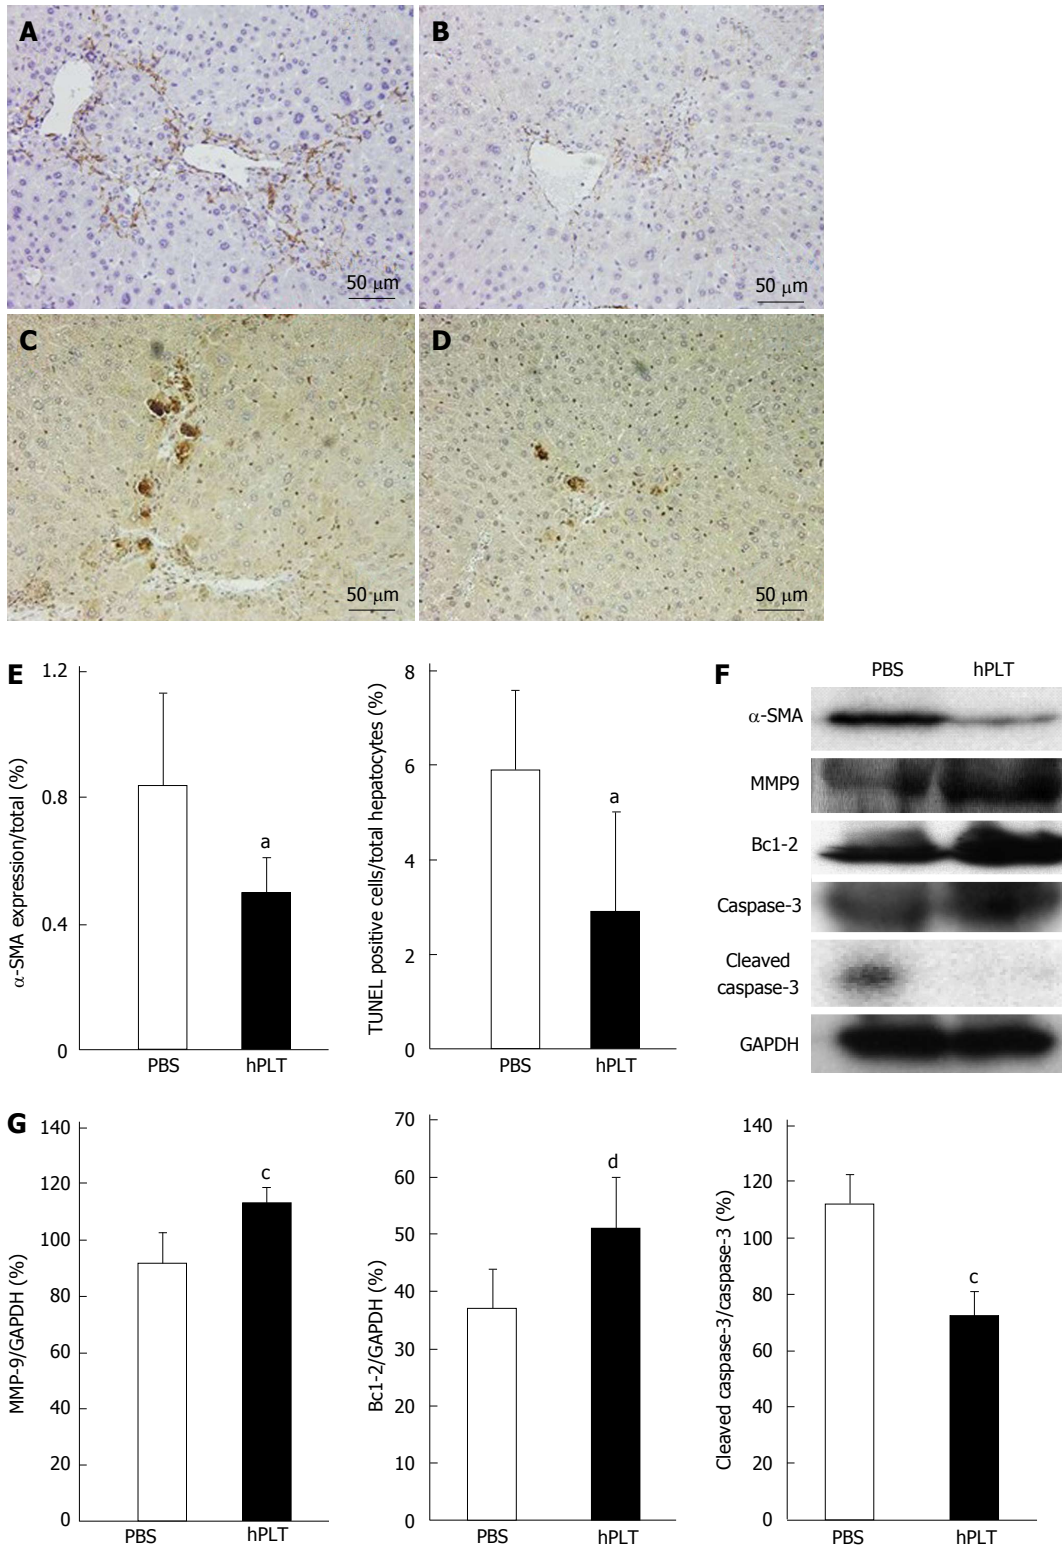 A
B
50 μm
50 μm
C
D
50 μm
50 μm
E
α-SMA expression/total (%)
1.2
0.8
0.4
0
a
PBS hPLT
TUNEL positive cells/total hepatocytes (%)
8
6
4
2
0
a
PBS hPLT
F
PBS hPLT
α-SMA
MMP9
Bc1-2
Caspase-3
Cleaved
caspase-3
GAPDH
G
MMP-9/GAPDH (%)
140
120
100
80
60
40
20
0
c
PBS hPLT
Bc1-2/GAPDH (%)
70
60
50
40
30
20
10
0
d
PBS hPLT
Cleaved caspase-3/caspase-3 (%)
140
120
100
80
60
40
20
0
c
PBS hPLT